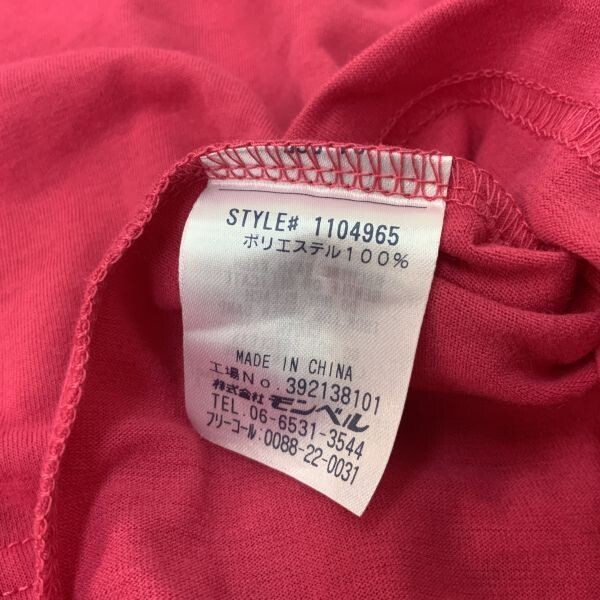 STYLE# 1104965
ポリエステル100%
MADE IN CHINA
工場No.392138101
株式会社 モンベル
TEL. 06-6531-3544
フリーコール:0088-22-0031